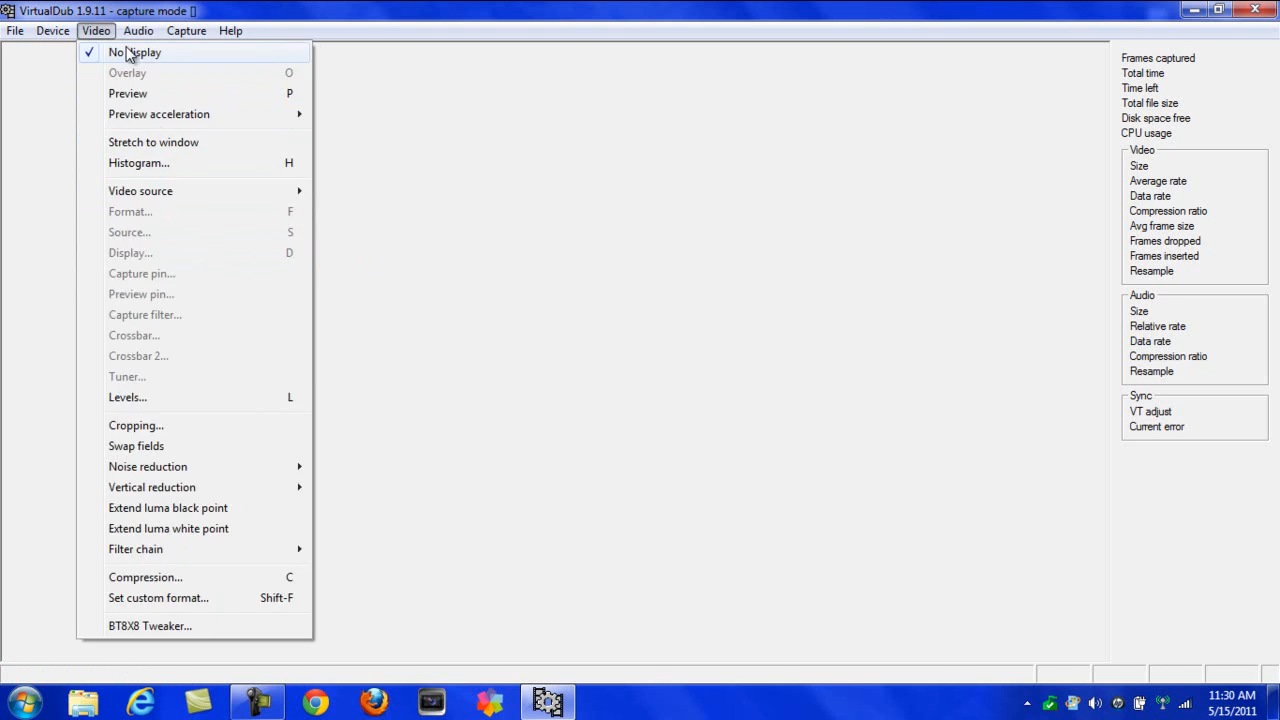 VirtualDub 1.9.11 - capture mode []
File Device Video Audio Capture Help
No display
Overlay O
Preview P
Preview acceleration
Stretch to window
Histogram... H
Video source
Format... F
Source... S
Display... D
Capture pin...
Preview pin...
Capture filter...
Crossbar...
Crossbar 2...
Tuner...
Levels... L
Cropping...
Swap fields
Noise reduction
Vertical reduction
Extend luma black point
Extend luma white point
Filter chain
Compression... C
Set custom format... Shift-F
BT8X8 Tweaker...
Frames captured
Total time
Time left
Total file size
Disk space free
CPU usage
Video
Size
Average rate
Data rate
Compression ratio
Avg frame size
Frames dropped
Frames inserted
Resample
Audio
Size
Relative rate
Data rate
Compression ratio
Resample
Sync
VT adjust
Current error
11:30 AM
5/15/2011